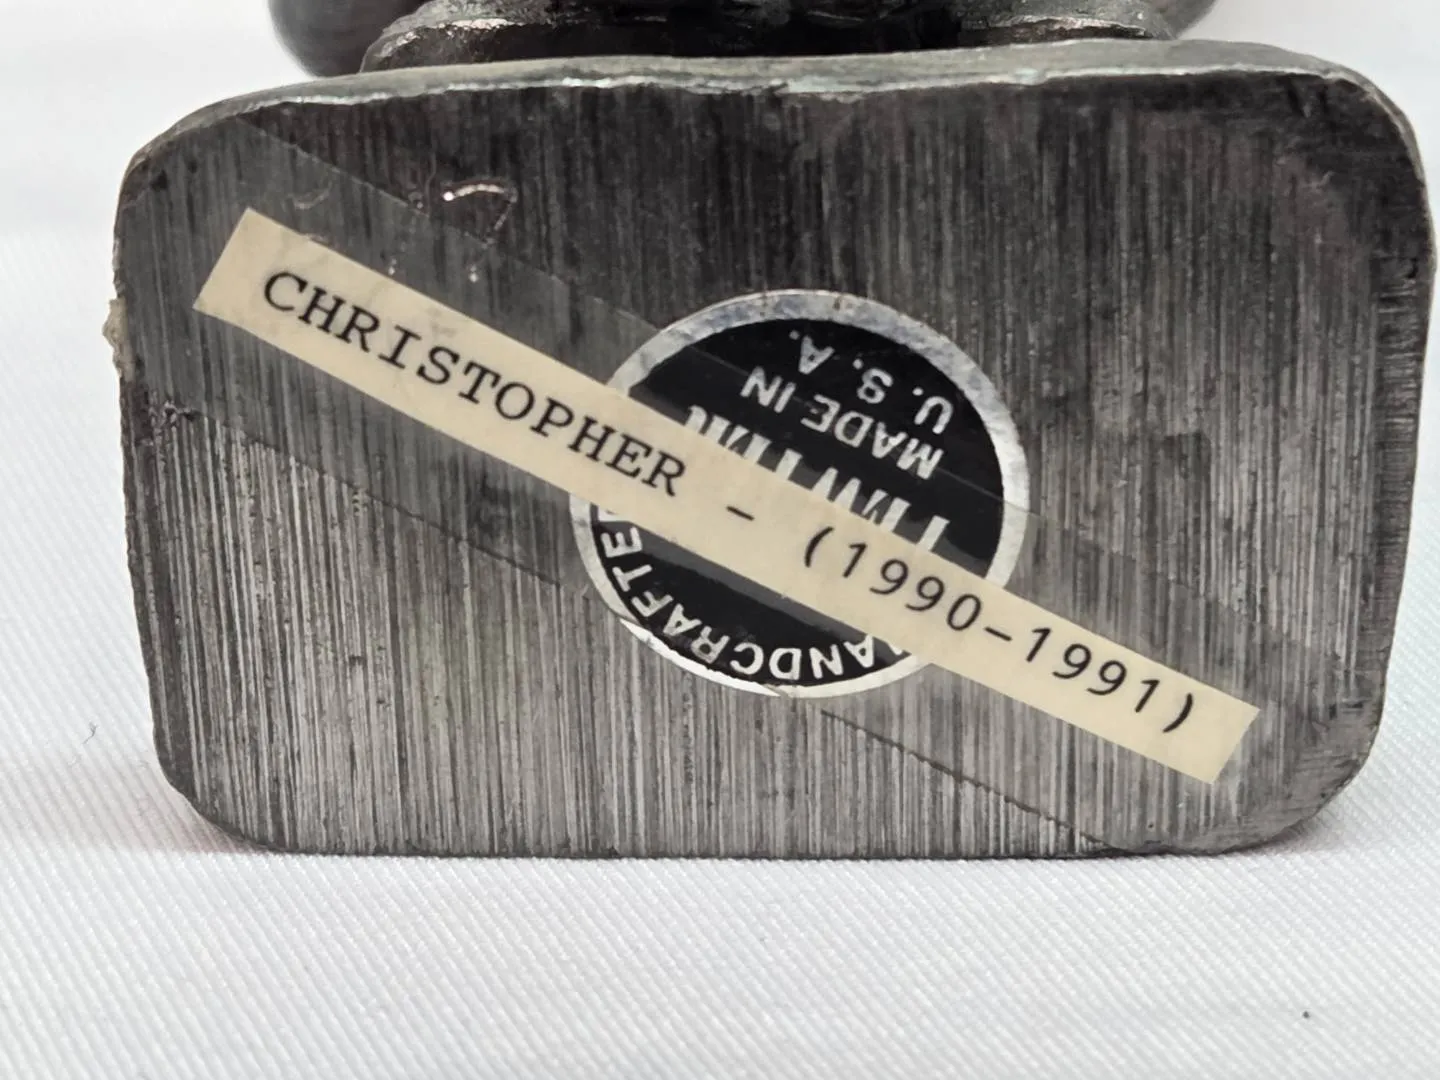 CHRISTOPHER - (1990-1991)
MADE IN
U. S. A.